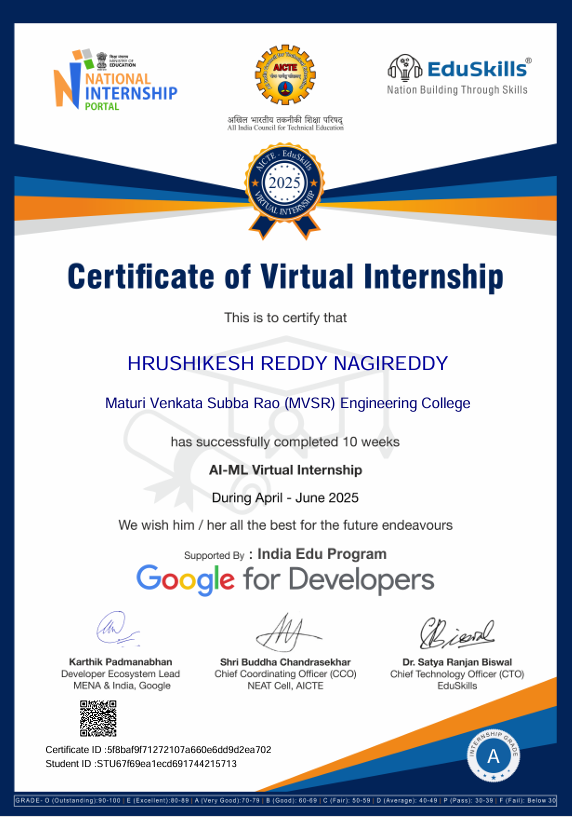 सत्यमेव जयते
MINISTRY OF
EDUCATION
NATIONAL
INTERNSHIP
PORTAL
AICTE
EduSkills®
Nation Building Through Skills
अखिल भारतीय तकनीकी शिक्षा परिषद्
All India Council for Technical Education
AICTE - EduSkills
2025
VIRTUAL INTERNSHIP
Certificate of Virtual Internship
This is to certify that
HRUSHIKESH REDDY NAGIREDDY
Maturi Venkata Subba Rao (MVSR) Engineering College
has successfully completed 10 weeks
AI-ML Virtual Internship
During April - June 2025
We wish him / her all the best for the future endeavours
Supported By : India Edu Program
Google for Developers
Karthik Padmanabhan
Developer Ecosystem Lead
MENA & India, Google
Shri Buddha Chandrasekhar
Chief Coordinating Officer (CCO)
NEAT Cell, AICTE
Dr. Satya Ranjan Biswal
Chief Technology Officer (CTO)
EduSkills
Certificate ID :5f8baf9f71272107a660e6dd9d2ea702
Student ID :STU67f69ea1ecd691744215713
INTERNSHIP GRADE
A
GRADE- O (Outstanding):90-100 | E (Excellent):80-89 | A (Very Good):70-79 | B (Good): 60-69 | C (Fair): 50-59 | D (Average): 40-49 | P (Pass): 30-39 | F (Fail): Below 30